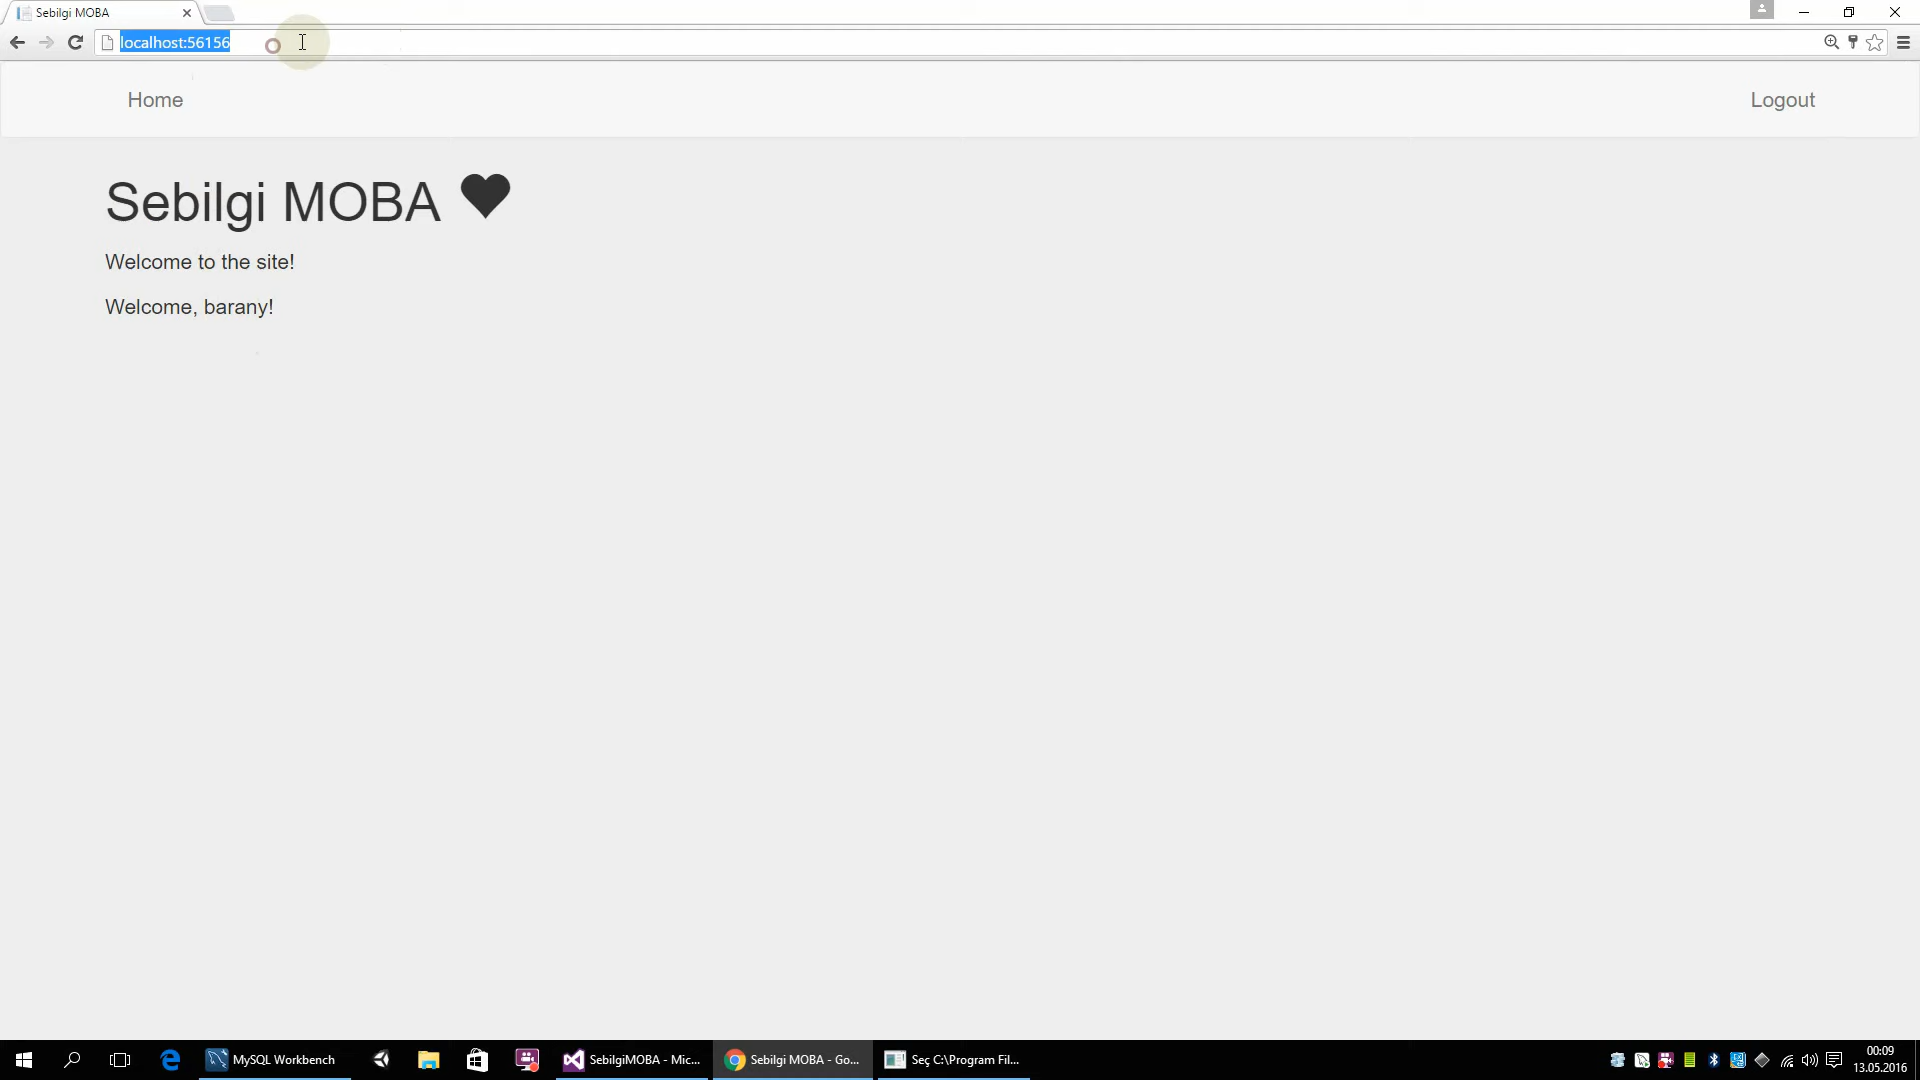 Sebilgi MOBA
localhost:56156
Home
Logout
Sebilgi MOBA
Welcome to the site!
Welcome, barany!
MySQL Workbench
SebilgiMOBA - Mic...
Sebilgi MOBA - Go...
Seç C:\Program Fil...
00:09
13.05.2016